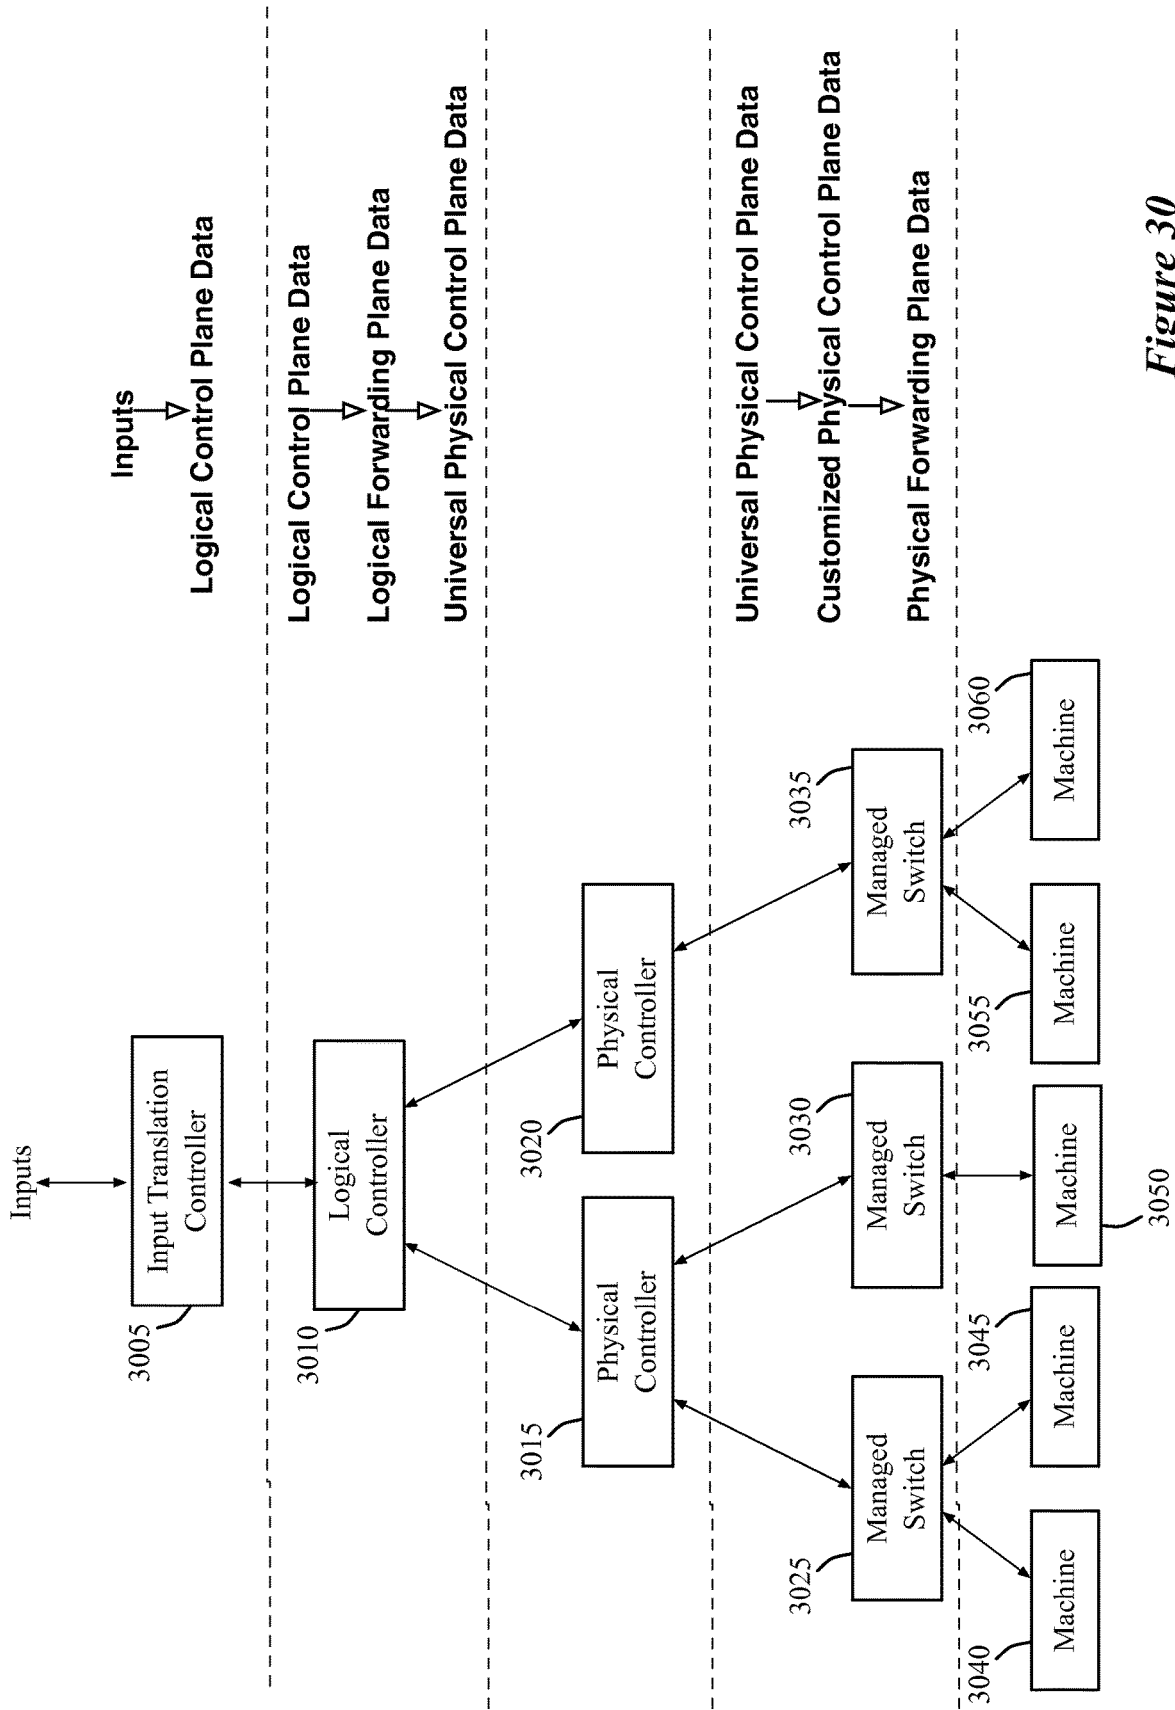 Inputs
Input Translation
Controller
3005
Inputs
Logical Control Plane Data
Logical
Controller
3010
Logical Control Plane Data
Logical Forwarding Plane Data
Universal Physical Control Plane Data
3015
Physical
Controller
3020
Physical
Controller
3025
Managed
Switch
3030
Managed
Switch
3035
Managed
Switch
Universal Physical Control Plane Data
Customized Physical Control Plane Data
Physical Forwarding Plane Data
3040
Machine
3045
Machine
Machine
3050
3055
Machine
3060
Machine
Figure 30